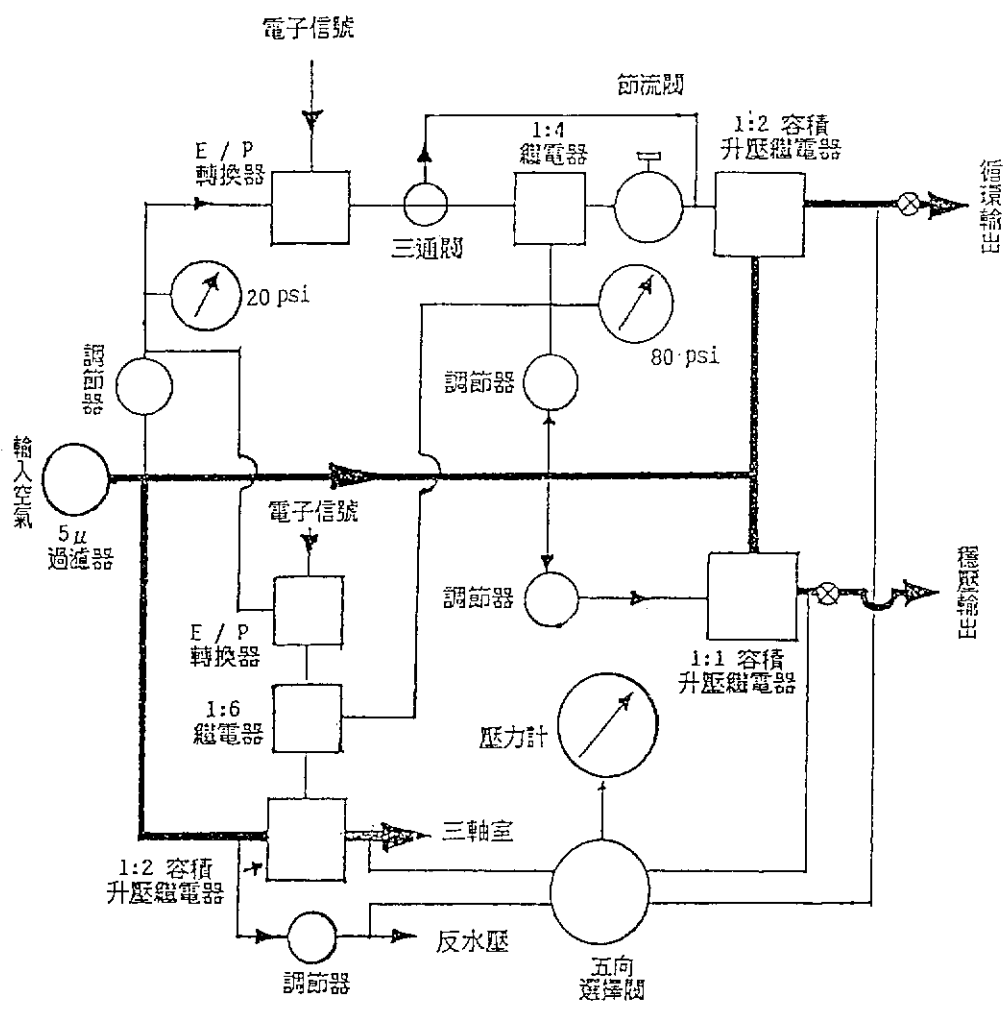 電子信號
節流閥
E / P
轉換器
1:4
繼電器
1:2 容積
升壓繼電器
循環輸出
三通閥
20 psi
80 psi
調節器
調節器
輸入空氣
5μ
過濾器
電子信號
調節器
穩壓輸出
E / P
轉換器
1:1 容積
升壓繼電器
1:6
繼電器
壓力計
三軸室
1:2 容積
升壓繼電器
反水壓
調節器
五向
選擇閥